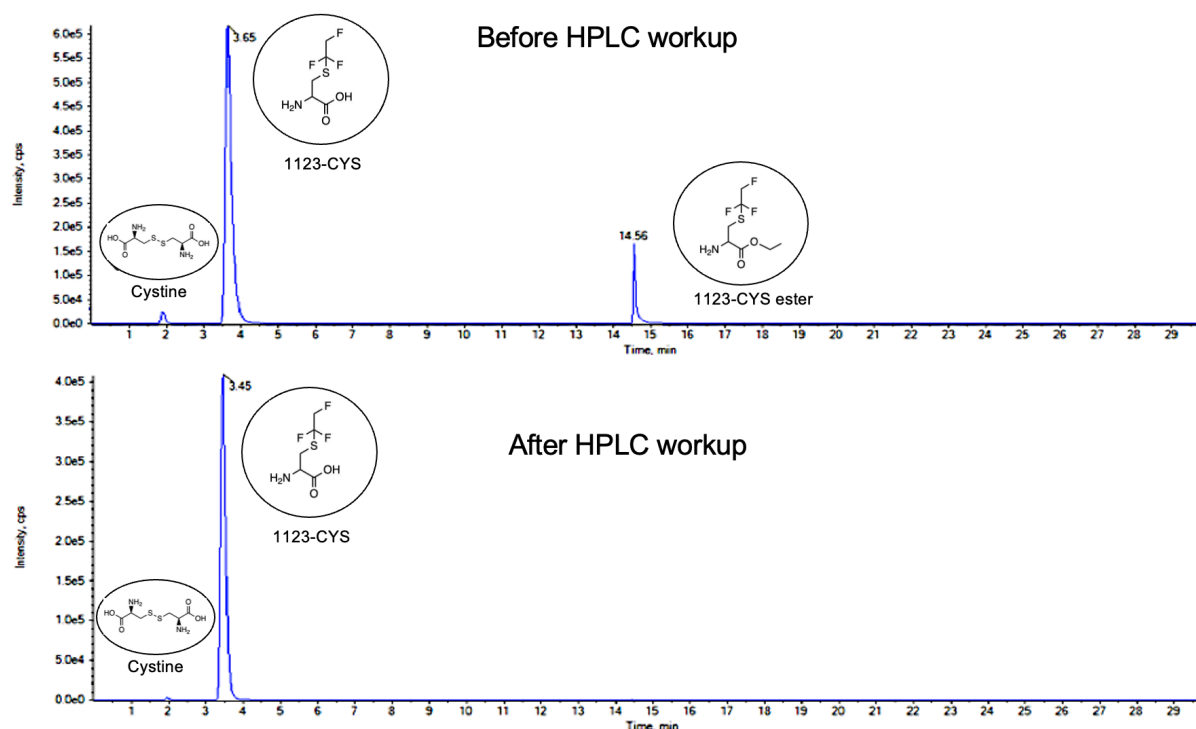 Before HPLC workup
6.0e5
5.5e5
5.0e5
4.5e5
4.0e5
3.5e5
3.0e5
2.5e5
2.0e5
1.5e5
1.0e5
5.0e4
0.0e0
Intensity, cps
3.65
F
F F
S
OH
H2N
O
1123-CYS
NH2
O
HO
S
S
OH
O
NH2
Cystine
14.56
F
F F
S
H2N
O
O
1123-CYS ester
1 2 3 4 5 6 7 8 9 10 11 12 13 14 15 16 17 18 19 20 21 22 23 24 25 26 27 28 29
Time, min
After HPLC workup
4.0e5
3.5e5
3.0e5
2.5e5
2.0e5
1.5e5
1.0e5
5.0e4
0.0e0
Intensity, cps
3.45
F
F F
S
OH
H2N
O
1123-CYS
NH2
O
HO
S
S
OH
O
NH2
Cystine
1 2 3 4 5 6 7 8 9 10 11 12 13 14 15 16 17 18 19 20 21 22 23 24 25 26 27 28 29
Time, min